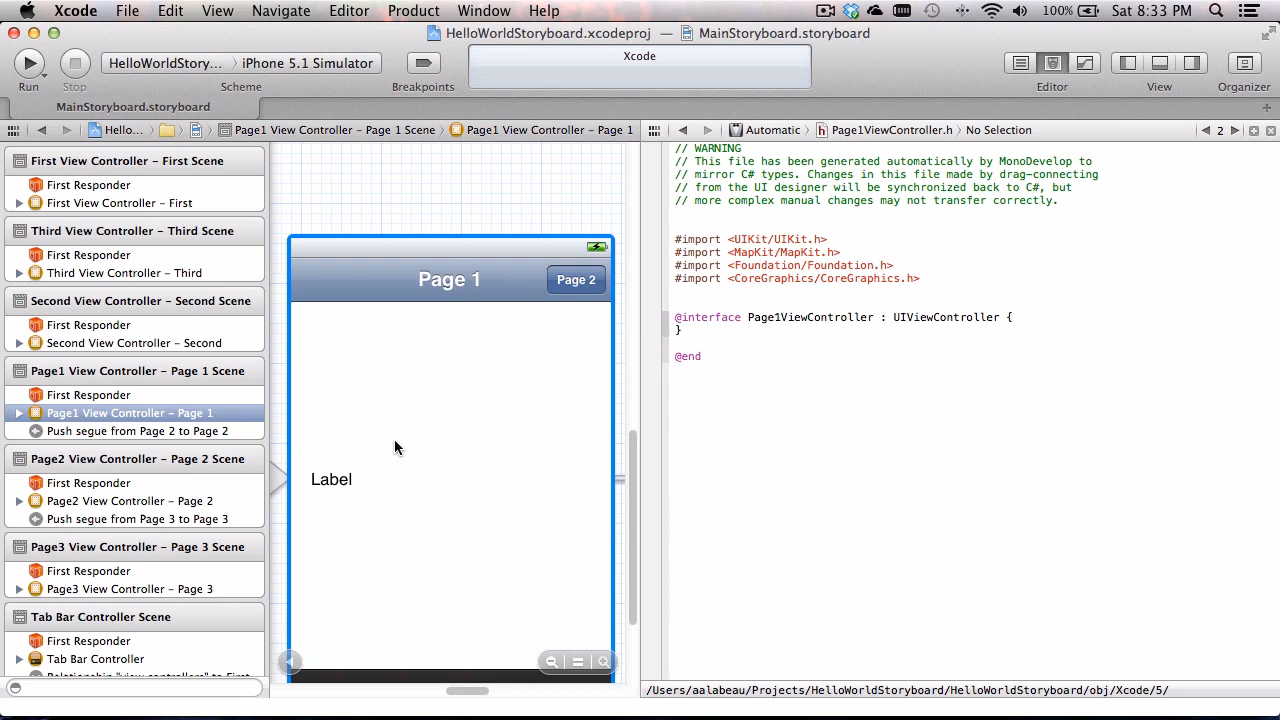 Xcode File Edit View Navigate Editor Product Window Help 100% Sat 8:33 PM
HelloWorldStoryboard.xcodeproj — MainStoryboard.storyboard
HelloWorldStory... iPhone 5.1 Simulator
Xcode
Run Stop Scheme Breakpoints Editor View Organizer
MainStoryboard.storyboard
Hello... Page1 View Controller – Page 1 Scene Page1 View Controller – Page 1
Automatic Page1ViewController.h No Selection 2
First View Controller – First Scene
First Responder
First View Controller – First
Third View Controller – Third Scene
First Responder
Third View Controller – Third
Second View Controller – Second Scene
First Responder
Second View Controller – Second
Page1 View Controller – Page 1 Scene
First Responder
Page1 View Controller – Page 1
Push segue from Page 2 to Page 2
Page2 View Controller – Page 2 Scene
First Responder
Page2 View Controller – Page 2
Push segue from Page 3 to Page 3
Page3 View Controller – Page 3 Scene
First Responder
Page3 View Controller – Page 3
Tab Bar Controller Scene
First Responder
Tab Bar Controller
Relationship "view controllers" to First
Page 1
Page 2
Label
// WARNING
// This file has been generated automatically by MonoDevelop to
// mirror C# types. Changes in this file made by drag-connecting
// from the UI designer will be synchronized back to C#, but
// more complex manual changes may not transfer correctly.
#import <UIKit/UIKit.h>
#import <MapKit/MapKit.h>
#import <Foundation/Foundation.h>
#import <CoreGraphics/CoreGraphics.h>
@interface Page1ViewController : UIViewController {
}
@end
/Users/aalabeau/Projects/HelloWorldStoryboard/HelloWorldStoryboard/obj/Xcode/5/